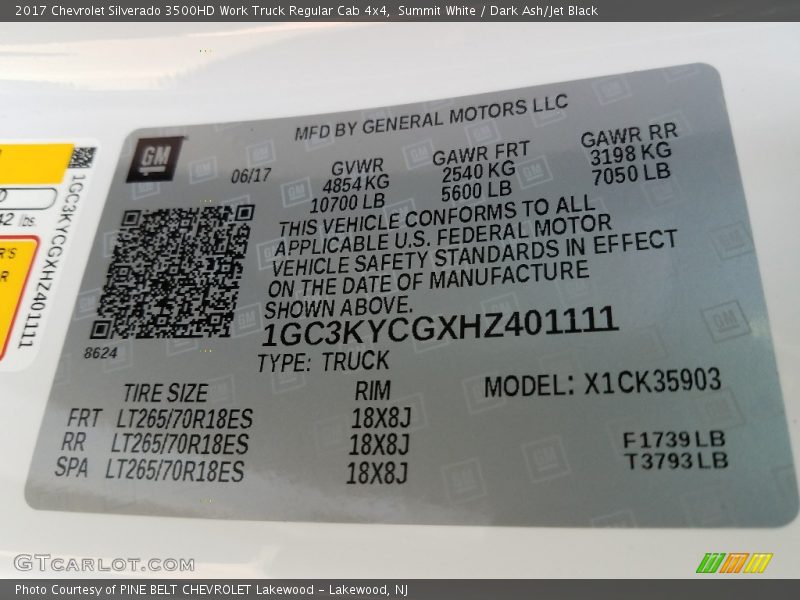 2017 Chevrolet Silverado 3500HD Work Truck Regular Cab 4x4, Summit White / Dark Ash/Jet Black
MFD BY GENERAL MOTORS LLC
GM
06/17
GVWR
4854 KG
10700 LB
GAWR FRT
2540 KG
5600 LB
GAWR RR
3198 KG
7050 LB
THIS VEHICLE CONFORMS TO ALL
APPLICABLE U.S. FEDERAL MOTOR
VEHICLE SAFETY STANDARDS IN EFFECT
ON THE DATE OF MANUFACTURE
SHOWN ABOVE.
1GC3KYCGXHZ401111
8624
TYPE: TRUCK
MODEL: X1CK35903
TIRE SIZE RIM
FRT LT265/70R18ES 18X8J
RR LT265/70R18ES 18X8J
SPA LT265/70R18ES 18X8J
F1739LB
T3793LB
1GC3KYCGXHZ401111
lbs
GTCARLOT.COM
Photo Courtesy of PINE BELT CHEVROLET Lakewood - Lakewood, NJ